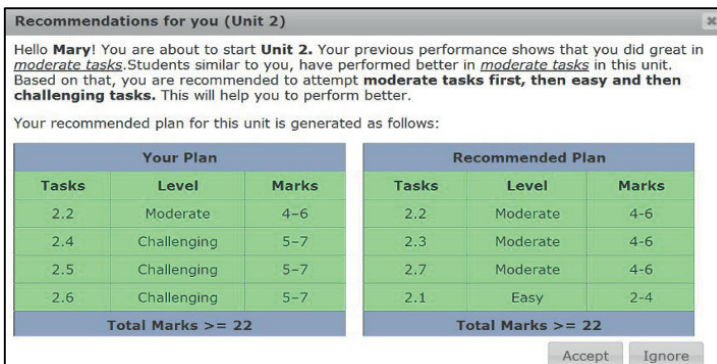 Recommendations for you (Unit 2)
Hello Mary! You are about to start Unit 2. Your previous performance shows that you did great in
moderate tasks.Students similar to you, have performed better in moderate tasks in this unit.
Based on that, you are recommended to attempt moderate tasks first, then easy and then
challenging tasks. This will help you to perform better.
Your recommended plan for this unit is generated as follows:
Your Plan
Tasks Level Marks
2.2 Moderate 4-6
2.4 Challenging 5-7
2.5 Challenging 5-7
2.6 Challenging 5-7
Total Marks >= 22
Recommended Plan
Tasks Level Marks
2.2 Moderate 4-6
2.3 Moderate 4-6
2.7 Moderate 4-6
2.1 Easy 2-4
Total Marks >= 22
Accept Ignore